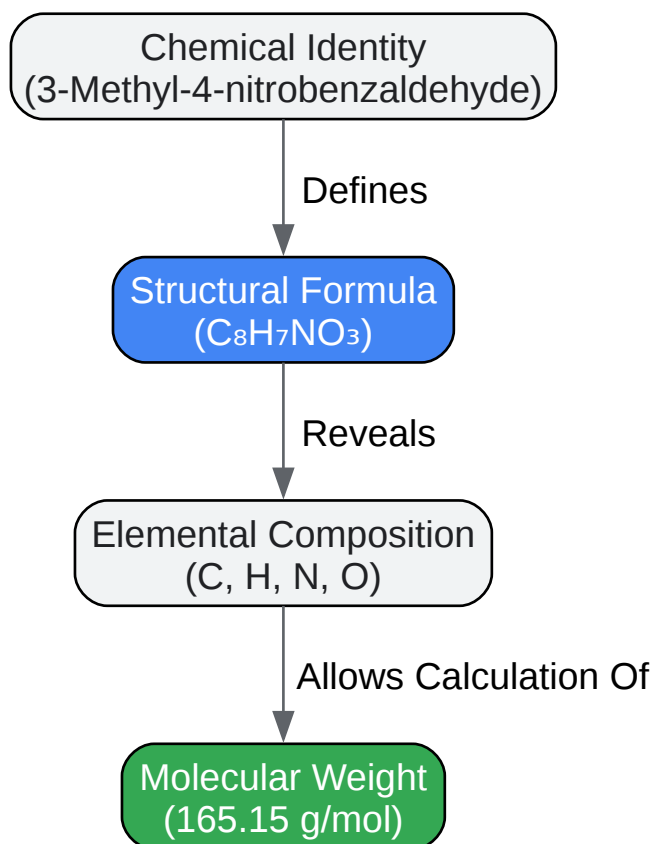 Chemical Identity
(3-Methyl-4-nitrobenzaldehyde)
Defines
Structural Formula
(C₈H₇NO₃)
Reveals
Elemental Composition
(C, H, N, O)
Allows Calculation Of
Molecular Weight
(165.15 g/mol)